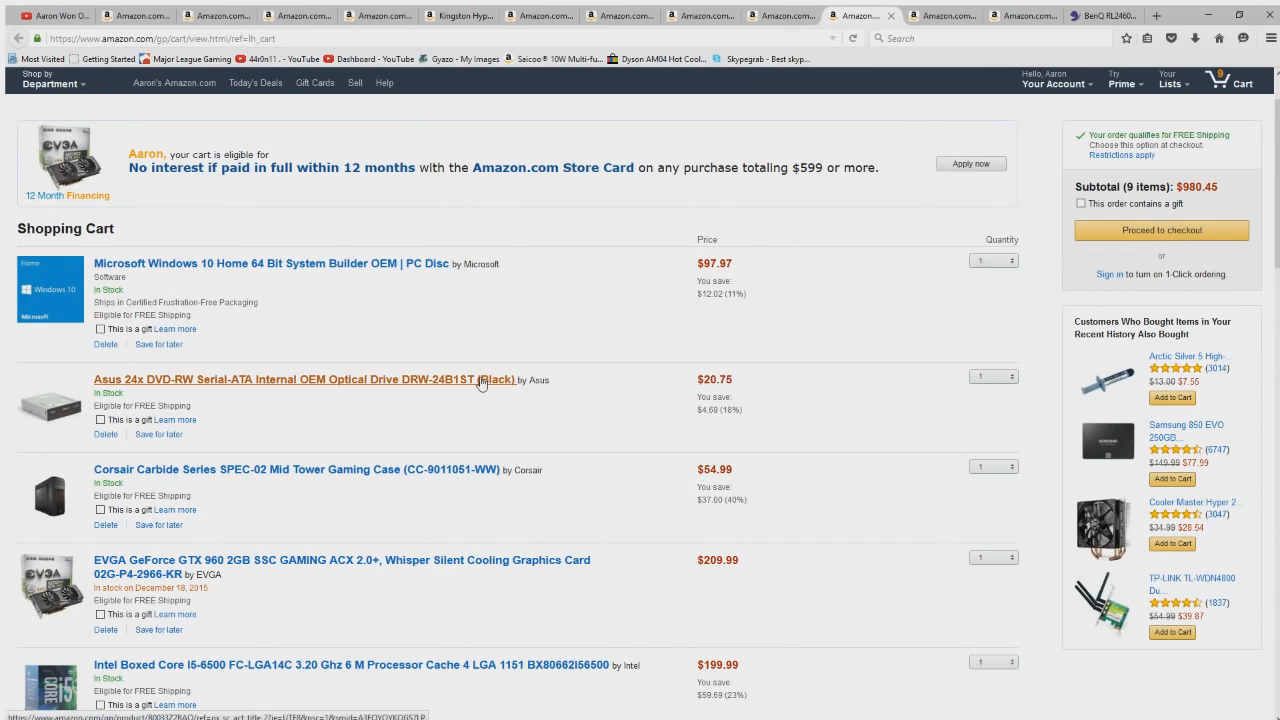 Aaron Won O...
Amazon.com...
Amazon.com...
Amazon.com...
Amazon.com...
Kingston Hyp...
Amazon.com...
Amazon.com...
Amazon.com...
Amazon.com...
Amazon....
Amazon.com...
Amazon.com...
BenQ RL2460...
https://www.amazon.com/gp/cart/view.html/ref=lh_cart
Search
Most Visited
Getting Started
Major League Gaming
44r0n11 . - YouTube
Dashboard - YouTube
Gyazo - My Images
Saicoo® 10W Multi-fu...
Dyson AM04 Hot Cool...
Skypegrab - Best skyp...
Shop by
Department
Aaron's Amazon.com
Today's Deals
Gift Cards
Sell
Help
Hello, Aaron
Your Account
Try
Prime
Your
Lists
9
Cart
EVGA
12 Month Financing
Aaron, your cart is eligible for
No interest if paid in full within 12 months with the Amazon.com Store Card on any purchase totaling $599 or more.
Apply now
Your order qualifies for FREE Shipping
Choose this option at checkout.
Restrictions apply
Subtotal (9 items): $980.45
This order contains a gift
Proceed to checkout
or
Sign in to turn on 1-Click ordering.
Shopping Cart
Price
Quantity
Home
Windows 10
Microsoft
Microsoft Windows 10 Home 64 Bit System Builder OEM | PC Disc by Microsoft
Software
In Stock
Ships in Certified Frustration-Free Packaging
Eligible for FREE Shipping
This is a gift Learn more
Delete
Save for later
$97.97
You save:
$12.02 (11%)
1
Asus 24x DVD-RW Serial-ATA Internal OEM Optical Drive DRW-24B1ST by Asus
In Stock
Eligible for FREE Shipping
This is a gift Learn more
Delete
Save for later
$20.75
You save:
$4.69 (18%)
1
Corsair Carbide Series SPEC-02 Mid Tower Gaming Case (CC-9011051-WW) by Corsair
In Stock
Eligible for FREE Shipping
This is a gift Learn more
Delete
Save for later
$54.99
You save:
$37.00 (40%)
1
EVGA
EVGA GeForce GTX 960 2GB SSC GAMING ACX 2.0+, Whisper Silent Cooling Graphics Card
02G-P4-2966-KR by EVGA
In stock on December 18, 2015
Eligible for FREE Shipping
This is a gift Learn more
Delete
Save for later
$209.99
1
Intel Boxed Core I5-6500 FC-LGA14C 3.20 Ghz 6 M Processor Cache 4 LGA 1151 BX80662I56500 by Intel
In Stock
Eligible for FREE Shipping
This is a gift Learn more
$199.99
You save:
$59.69 (23%)
1
CORE
i5
Customers Who Bought Items in Your
Recent History Also Bought
Arctic Silver 5 High-...
(3014)
$13.00 $7.55
Add to Cart
Samsung 850 EVO
250GB...
(6747)
$149.99 $77.99
Add to Cart
Cooler Master Hyper 2...
(3047)
$34.99 $28.54
Add to Cart
TP-LINK TL-WDN4800
Du...
(1837)
$54.99 $39.87
Add to Cart